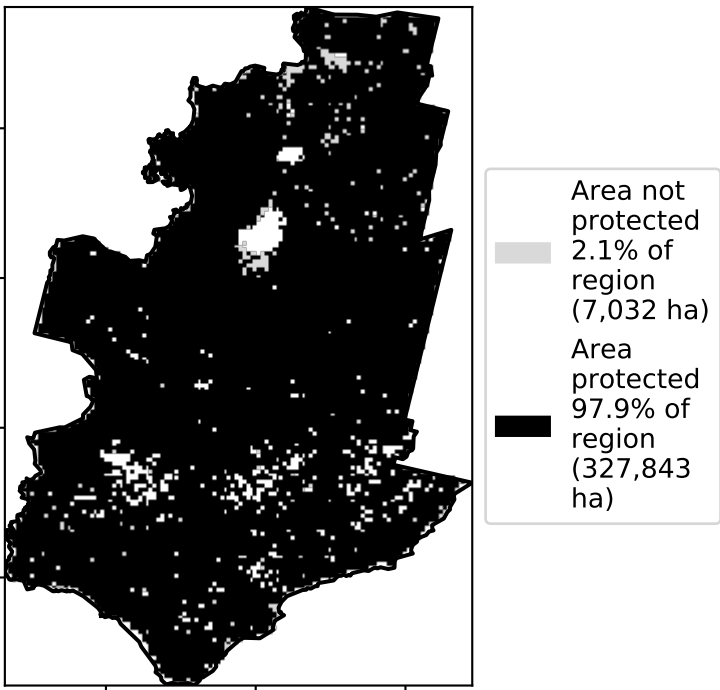 Area not
protected
2.1% of
region
(7,032 ha)
Area
protected
97.9% of
region
(327,843
ha)